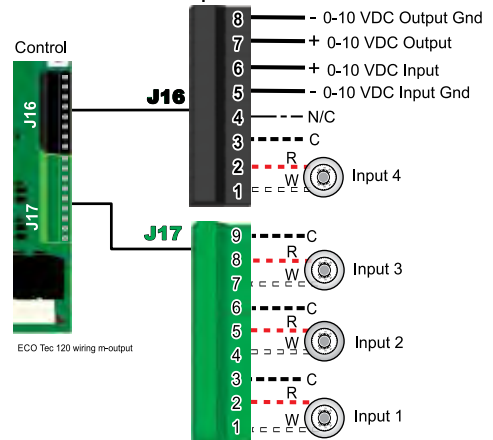 8 - 0-10 VDC Output Gnd
7 + 0-10 VDC Output
6 + 0-10 VDC Input
5 - 0-10 VDC Input Gnd
4 N/C
3 C
2 R
1 W Input 4
Control
J16
J16
J17
J17
9 C
8 R
7 W Input 3
6 C
5 R
4 W Input 2
3 C
2 R
1 W Input 1
ECO Tec 120 wiring m-output